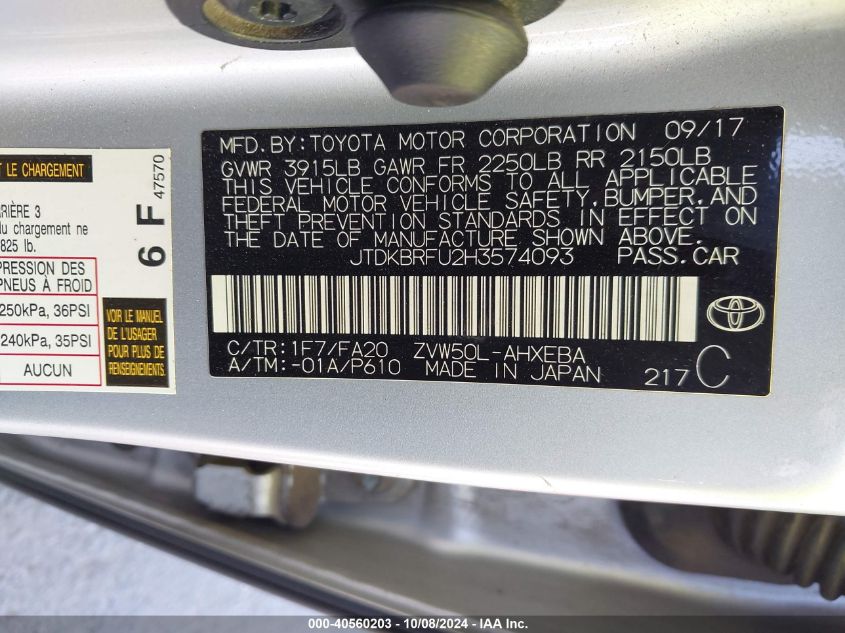 T LE CHARGEMENT
RIÈRE 3
du chargement ne
825 lb.
PRESSION DES
PNEUS À FROID
250kPa, 36PSI
240kPa, 35PSI
AUCUN
6 F 47570
VOIR LE MANUEL
DE L'USAGER
POUR PLUS DE
RENSEIGNEMENTS.
MFD. BY: TOYOTA MOTOR CORPORATION 09/17
GVWR 3915LB GAWR FR 2250LB RR 2150LB
THIS VEHICLE CONFORMS TO ALL APPLICABLE
FEDERAL MOTOR VEHICLE SAFETY, BUMPER, AND
THEFT PREVENTION STANDARDS IN EFFECT ON
THE DATE OF MANUFACTURE SHOWN ABOVE.
JTDKBRFU2H3574093 PASS. CAR
C/TR: 1F7/FA20 ZVW50L-AHXEBA
A/TM: -01A/P610 MADE IN JAPAN 217 C
000-40560203 - 10/08/2024 - IAA Inc.